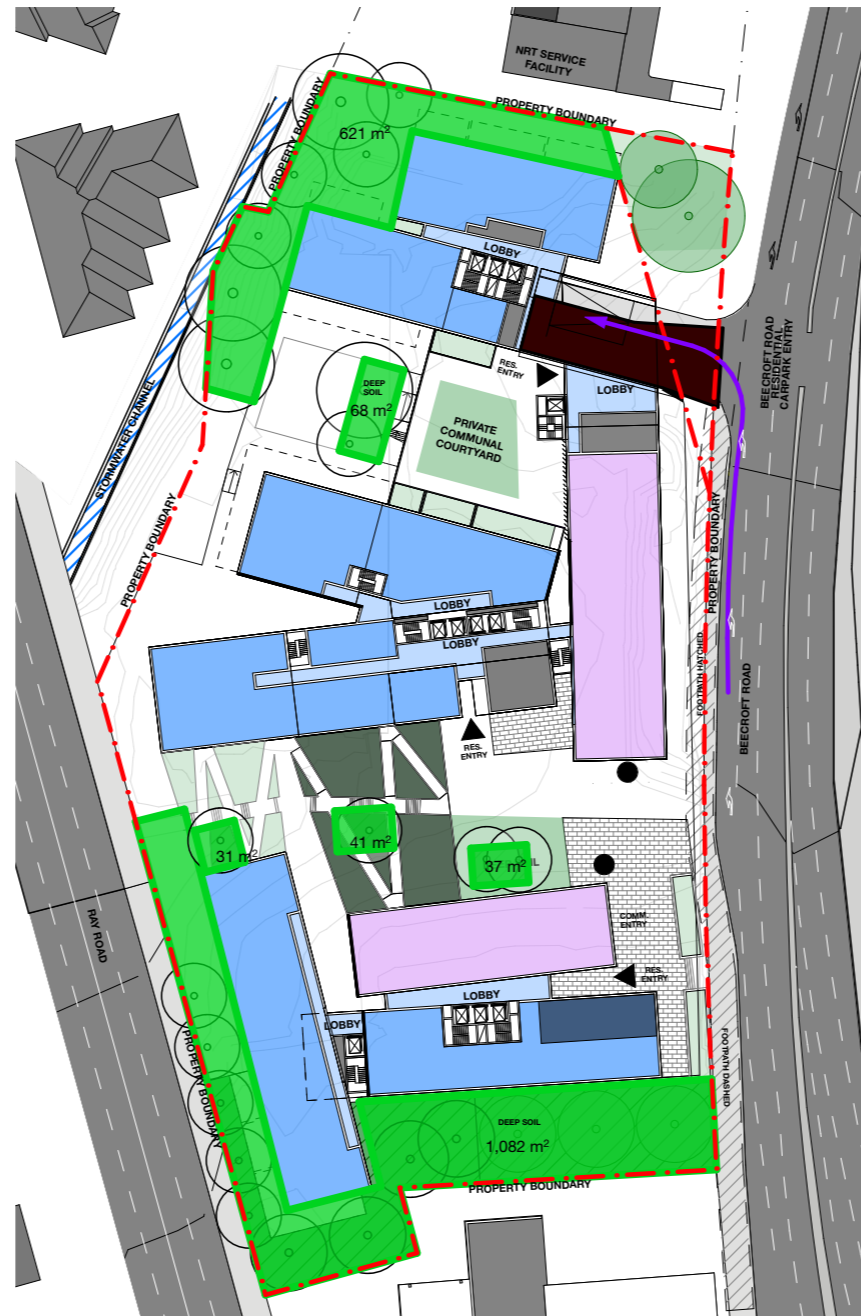 NRT SERVICE
FACILITY
PROPERTY BOUNDARY
PROPERTY BOUNDARY
621 m²
LOBBY
BEECROFT ROAD
RESIDENTIAL
CARPARK ENTRY
RES.
ENTRY
LOBBY
DEEP
SOIL
68 m²
PRIVATE
COMMUNAL
COURTYARD
STORMWATER CHANNEL
PROPERTY BOUNDARY
PROPERTY BOUNDARY
LOBBY
LOBBY
FOOTPATH HATCHED
BEECROFT ROAD
RES.
ENTRY
31 m²
41 m²
37 m²
IL
RAY ROAD
COMM.
ENTRY
RES.
ENTRY
LOBBY
LOBBY
PROPERTY BOUNDARY
FOOTPATH DASHED
DEEP SOIL
1,082 m²
PROPERTY BOUNDARY